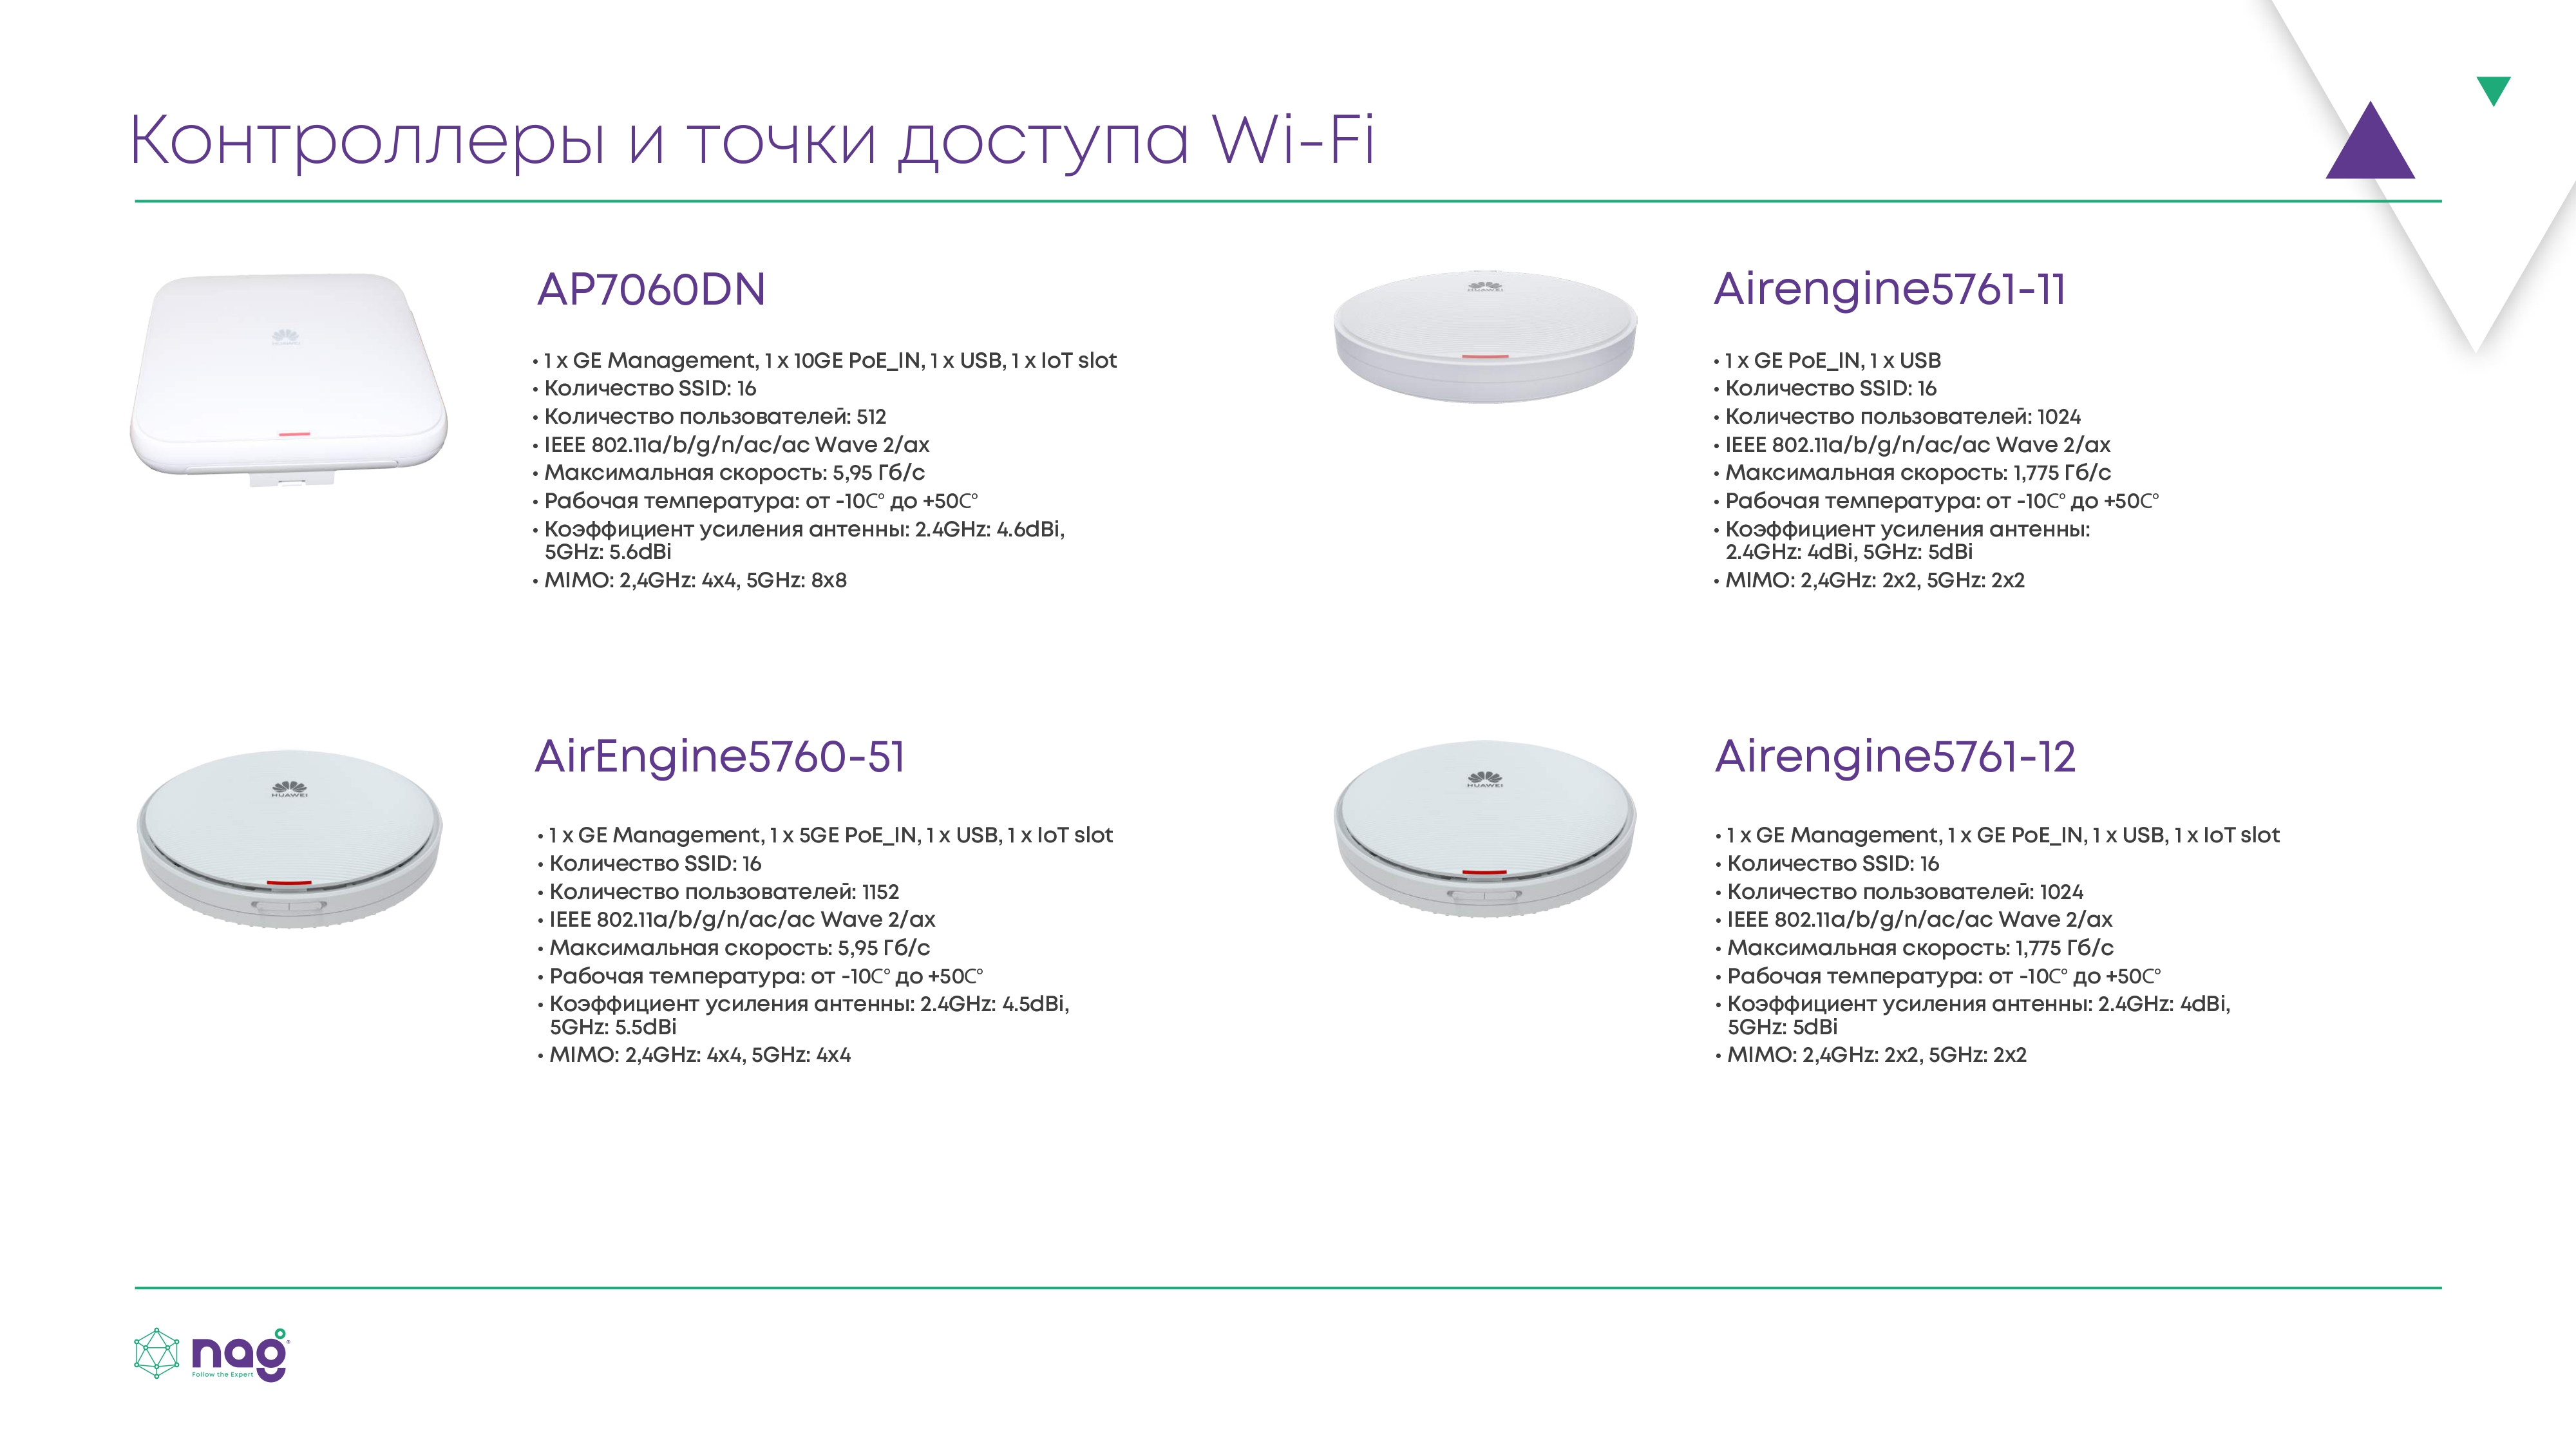 Контроллеры и точки доступа Wi-Fi
HUAWEI
AP7060DN
• 1 x GE Management, 1 x 10GE PoE_IN, 1 x USB, 1 x IoT slot
• Количество SSID: 16
• Количество пользователей: 512
• IEEE 802.11a/b/g/n/ac/ac Wave 2/ax
• Максимальная скорость: 5,95 Гб/с
• Рабочая температура: от -10C° до +50C°
• Коэффициент усиления антенны: 2.4GHz: 4.6dBi,
5GHz: 5.6dBi
• MIMO: 2,4GHz: 4x4, 5GHz: 8x8
HUAWEI
Airengine5761-11
• 1 x GE PoE_IN, 1 x USB
• Количество SSID: 16
• Количество пользователей: 1024
• IEEE 802.11a/b/g/n/ac/ac Wave 2/ax
• Максимальная скорость: 1,775 Гб/с
• Рабочая температура: от -10C° до +50C°
• Коэффициент усиления антенны:
2.4GHz: 4dBi, 5GHz: 5dBi
• MIMO: 2,4GHz: 2x2, 5GHz: 2x2
HUAWEI
AirEngine5760-51
• 1 x GE Management, 1 x 5GE PoE_IN, 1 x USB, 1 x IoT slot
• Количество SSID: 16
• Количество пользователей: 1152
• IEEE 802.11a/b/g/n/ac/ac Wave 2/ax
• Максимальная скорость: 5,95 Гб/с
• Рабочая температура: от -10C° до +50C°
• Коэффициент усиления антенны: 2.4GHz: 4.5dBi,
5GHz: 5.5dBi
• MIMO: 2,4GHz: 4x4, 5GHz: 4x4
HUAWEI
Airengine5761-12
• 1 x GE Management, 1 x GE PoE_IN, 1 x USB, 1 x IoT slot
• Количество SSID: 16
• Количество пользователей: 1024
• IEEE 802.11a/b/g/n/ac/ac Wave 2/ax
• Максимальная скорость: 1,775 Гб/с
• Рабочая температура: от -10C° до +50C°
• Коэффициент усиления антенны: 2.4GHz: 4dBi,
5GHz: 5dBi
• MIMO: 2,4GHz: 2x2, 5GHz: 2x2
nag
Follow the Expert